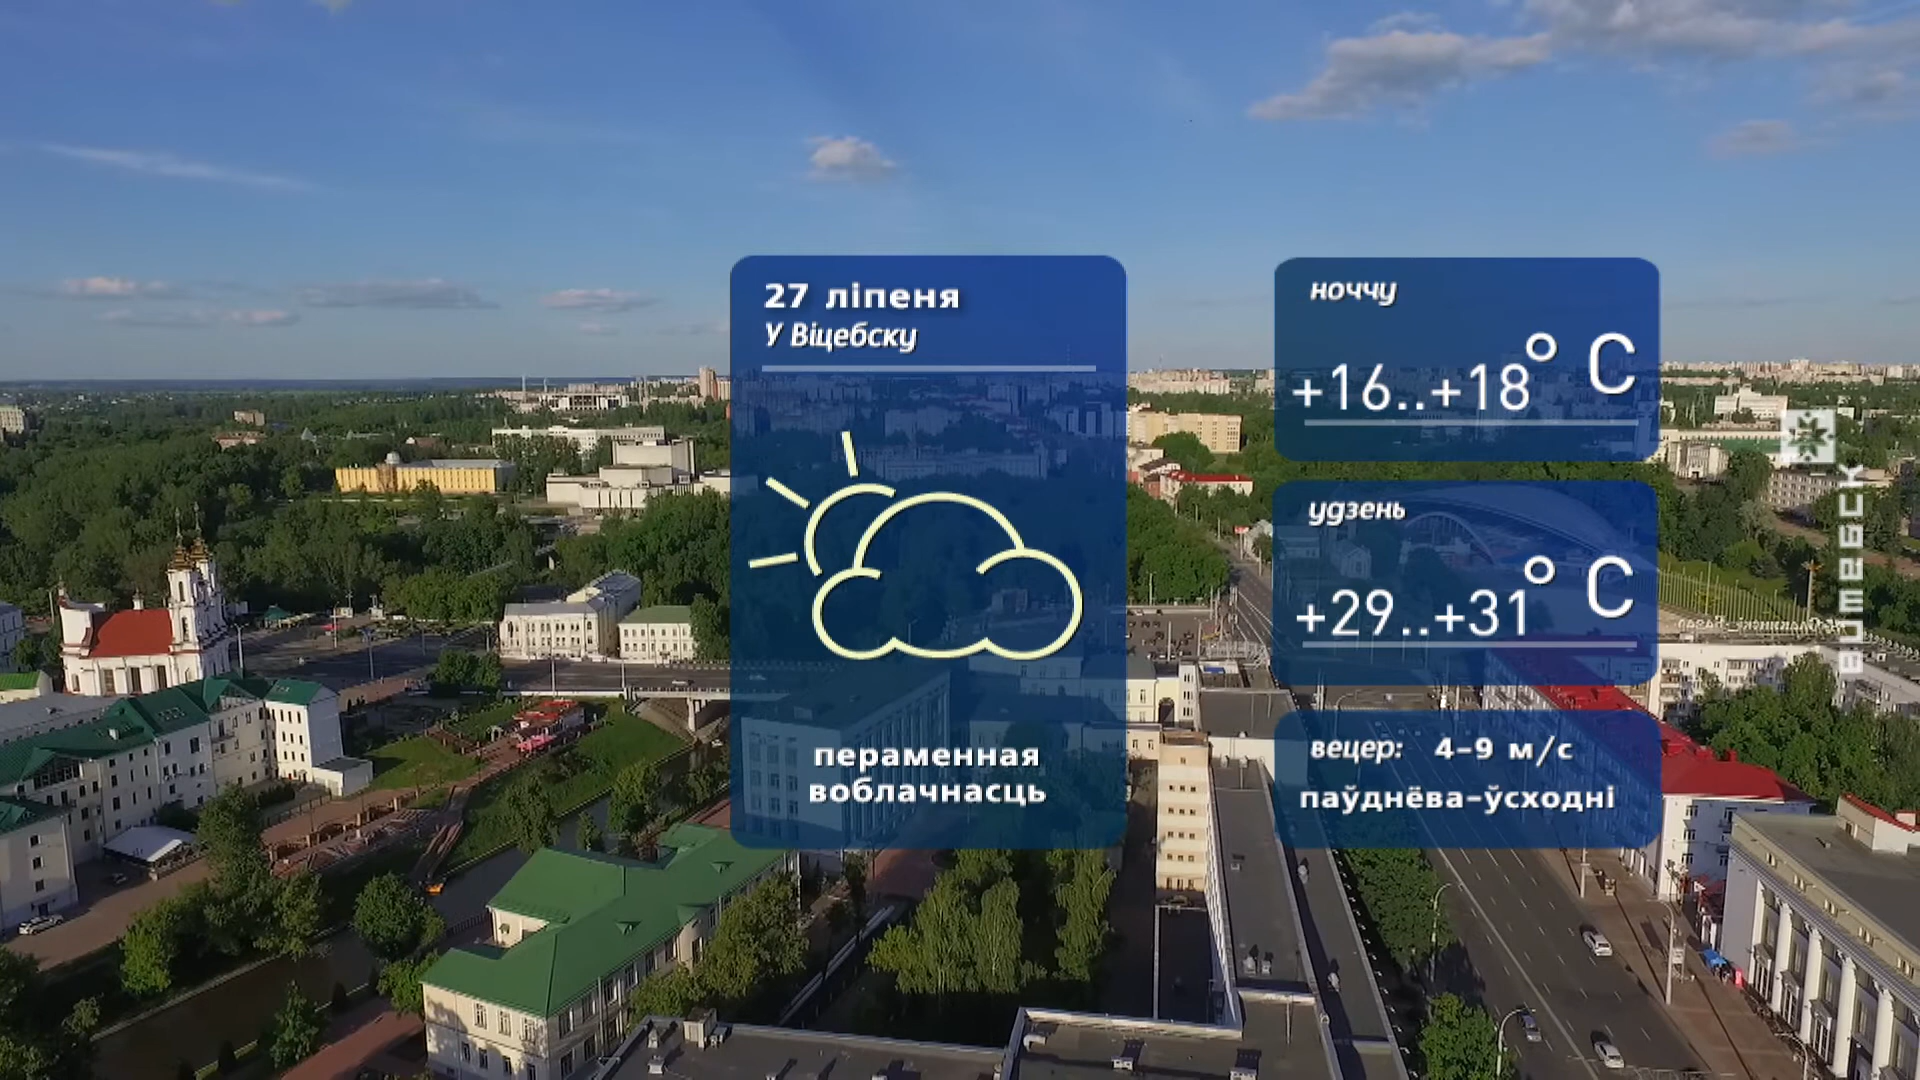 27 ліпеня
У Віцебску
пераменная
воблачнасць
ноччу
+16..+18° C
удзень
+29..+31° C
вецер: 4-9 м/с
паўднёва-ўсходні
ВИТЕБСК